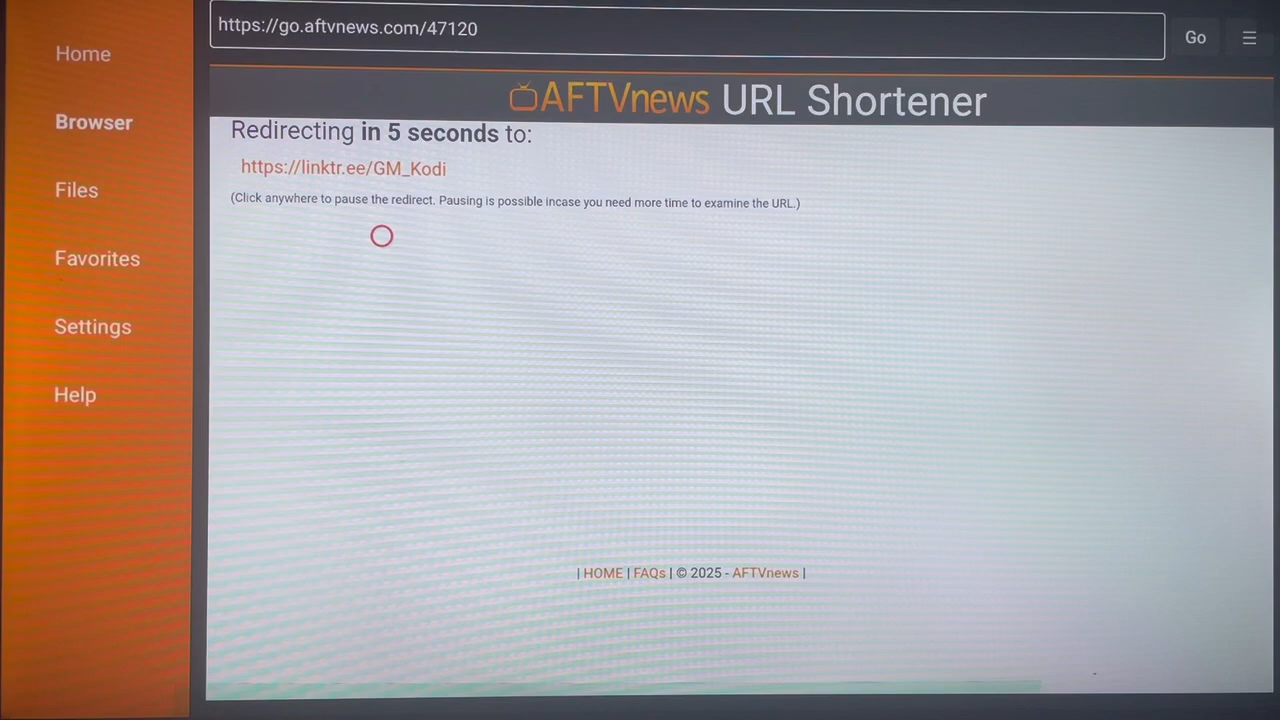 https://go.aftvnews.com/47120
Go
Home
Browser
Files
Favorites
Settings
Help
AFTVnews URL Shortener
Redirecting in 5 seconds to:
https://linktr.ee/GM_Kodi
(Click anywhere to pause the redirect. Pausing is possible incase you need more time to examine the URL.)
| HOME | FAQs | © 2025 - AFTVnews |